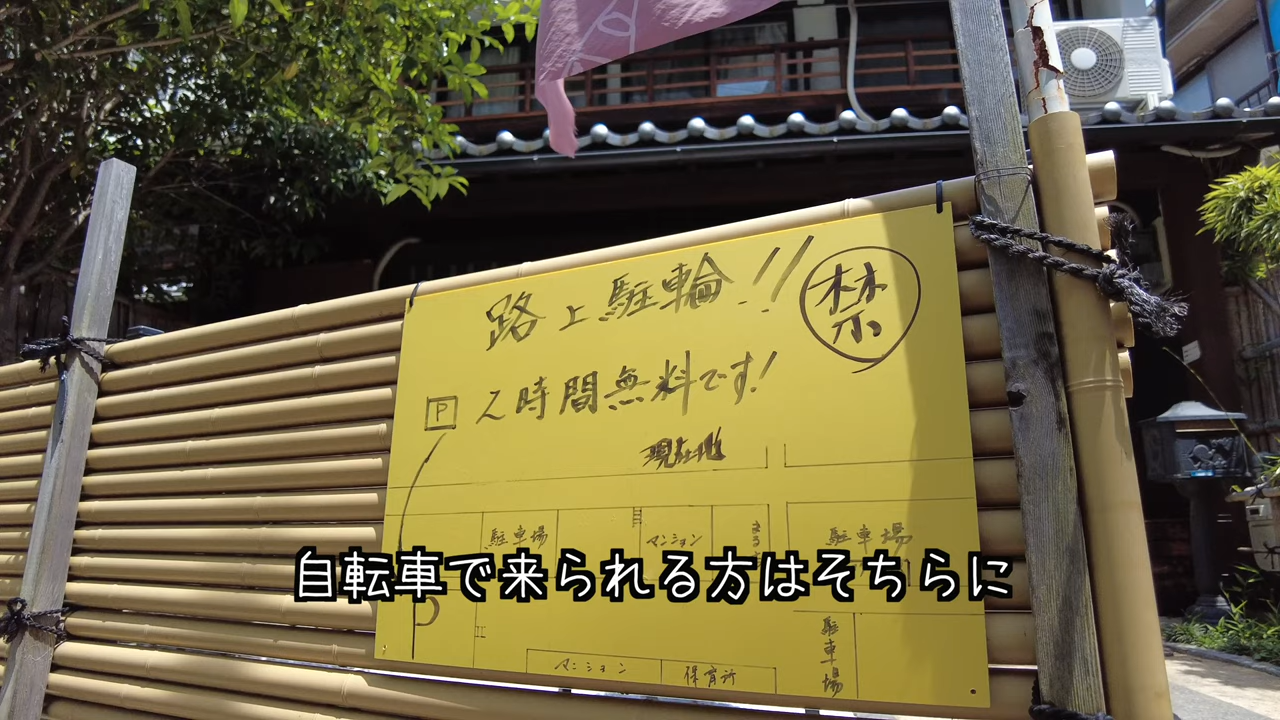 路上駐輪!! 禁
P 2時間無料です!
現在地
駐車場
マンション
駐車場
自転車で来られる方はそちらに
マンション
保育所
駐車場